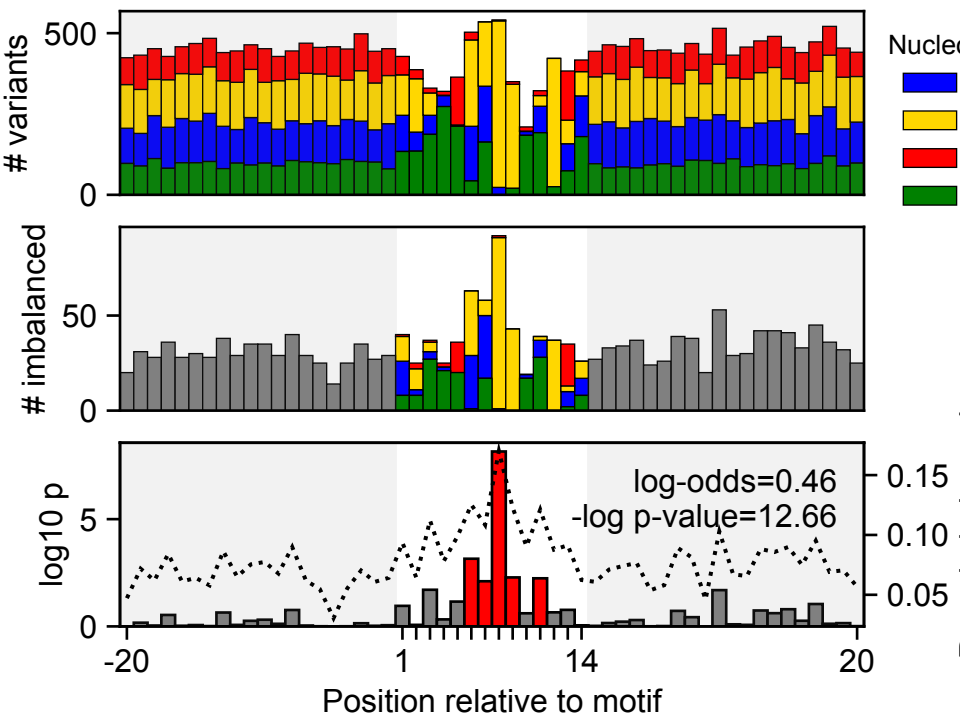 500
0
# variants
50
0
# imbalanced
log-odds=0.46
-log p-value=12.66
5
0
log10 p
0.15
0.10
0.05
-20
1
14
20
Position relative to motif